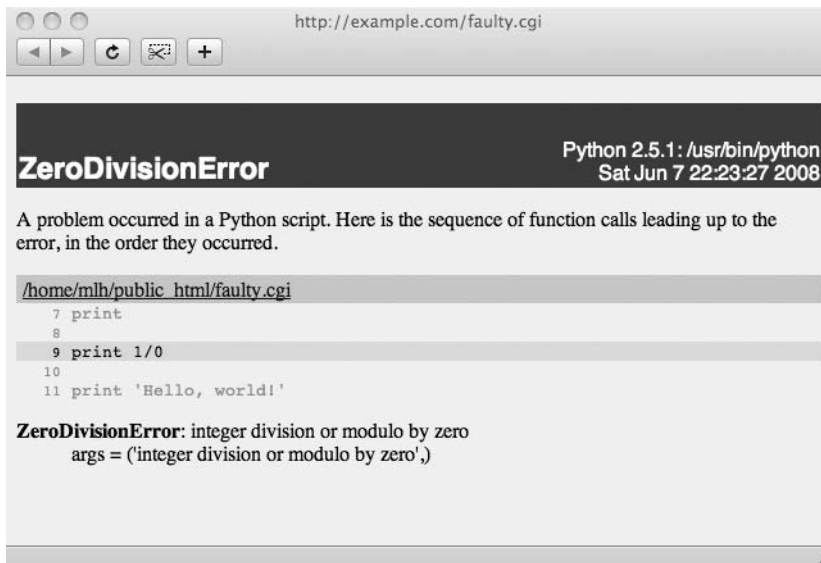 http://example.com/faulty.cgi
ZeroDivisionError
Python 2.5.1: /usr/bin/python
Sat Jun 7 22:23:27 2008
A problem occurred in a Python script. Here is the sequence of function calls leading up to the
error, in the order they occurred.
/home/mlh/public_html/faulty.cgi
7 print
8
9 print 1/0
10
11 print 'Hello, world!'
ZeroDivisionError: integer division or modulo by zero
args = ('integer division or modulo by zero',)